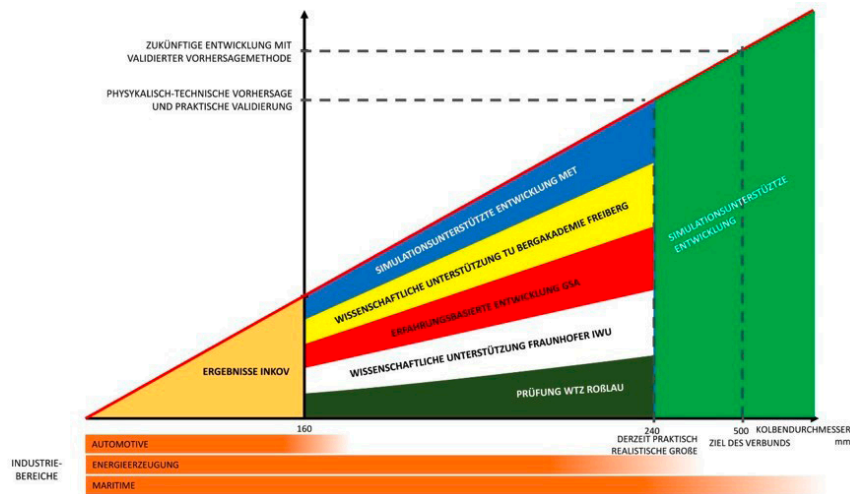 ZUKÜNFTIGE ENTWICKLUNG MIT
VALIDIERTER VORHERSAGEMETHODE
PHYSYKALISCH-TECHNISCHE VORHERSAGE
UND PRAKTISCHE VALIDIERUNG
SIMULATIONSUNTERSTÜTZTE ENTWICKLUNG MET
WISSENSCHAFTLICHE UNTERSTÜTZUNG TU BERGAKADEMIE FREIBERG
ERFAHRUNGSBASIERTE ENTWICKLUNG GSA
WISSENSCHAFTLICHE UNTERSTÜTZUNG FRAUNHOFER IWU
PRÜFUNG WTZ ROßLAU
ERGEBNISSE INKOV
SIMULATIONSUNTERSTÜZTZE
ENTWICKLUNG
160
240
500
KOLBENDURCHMESSER
mm
DERZEIT PRAKTISCH
REALISTISCHE GROßE
ZIEL DES VERBUNDS
INDUSTRIE-
BEREICHE
AUTOMOTIVE
ENERGIEERZEUGUNG
MARITIME